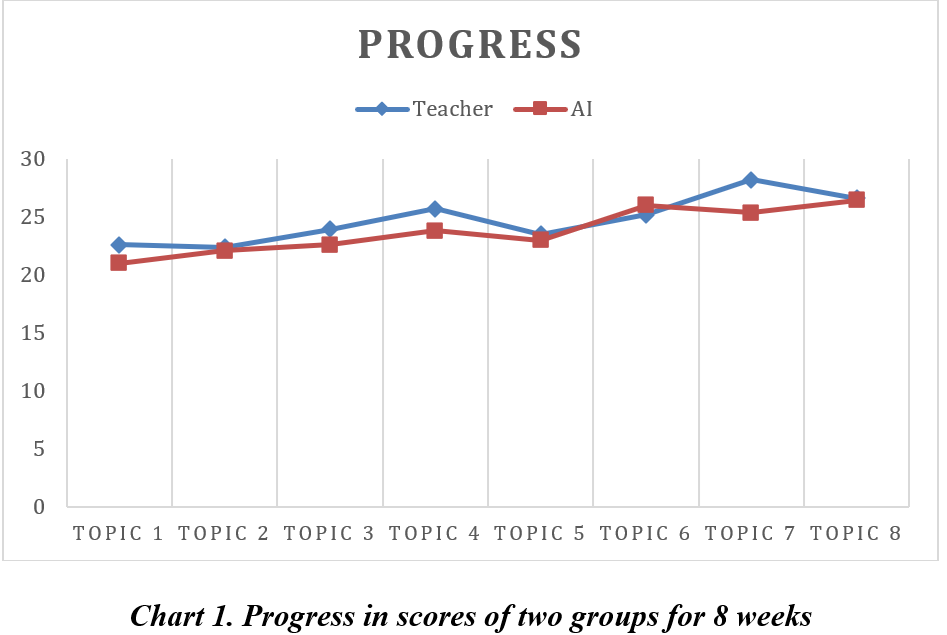 PROGRESS
Teacher AI
30
25
20
15
10
5
0
TOPIC 1 TOPIC 2 TOPIC 3 TOPIC 4 TOPIC 5 TOPIC 6 TOPIC 7 TOPIC 8
Chart 1. Progress in scores of two groups for 8 weeks